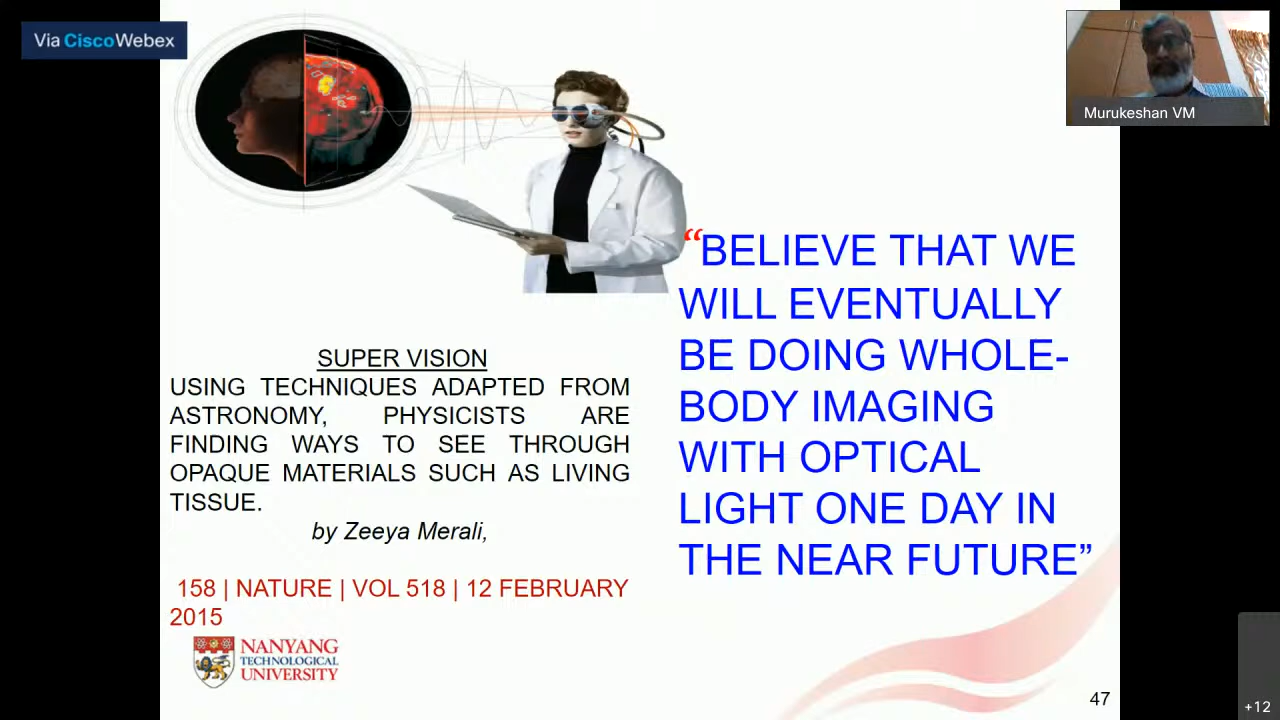 Via CiscoWebex
Murukeshan VM
“BELIEVE THAT WE
WILL EVENTUALLY
BE DOING WHOLE-
BODY IMAGING
WITH OPTICAL
LIGHT ONE DAY IN
THE NEAR FUTURE”
SUPER VISION
USING TECHNIQUES ADAPTED FROM
ASTRONOMY, PHYSICISTS ARE
FINDING WAYS TO SEE THROUGH
OPAQUE MATERIALS SUCH AS LIVING
TISSUE.
by Zeeya Merali,
158 | NATURE | VOL 518 | 12 FEBRUARY
2015
NANYANG
TECHNOLOGICAL
UNIVERSITY
47
+12